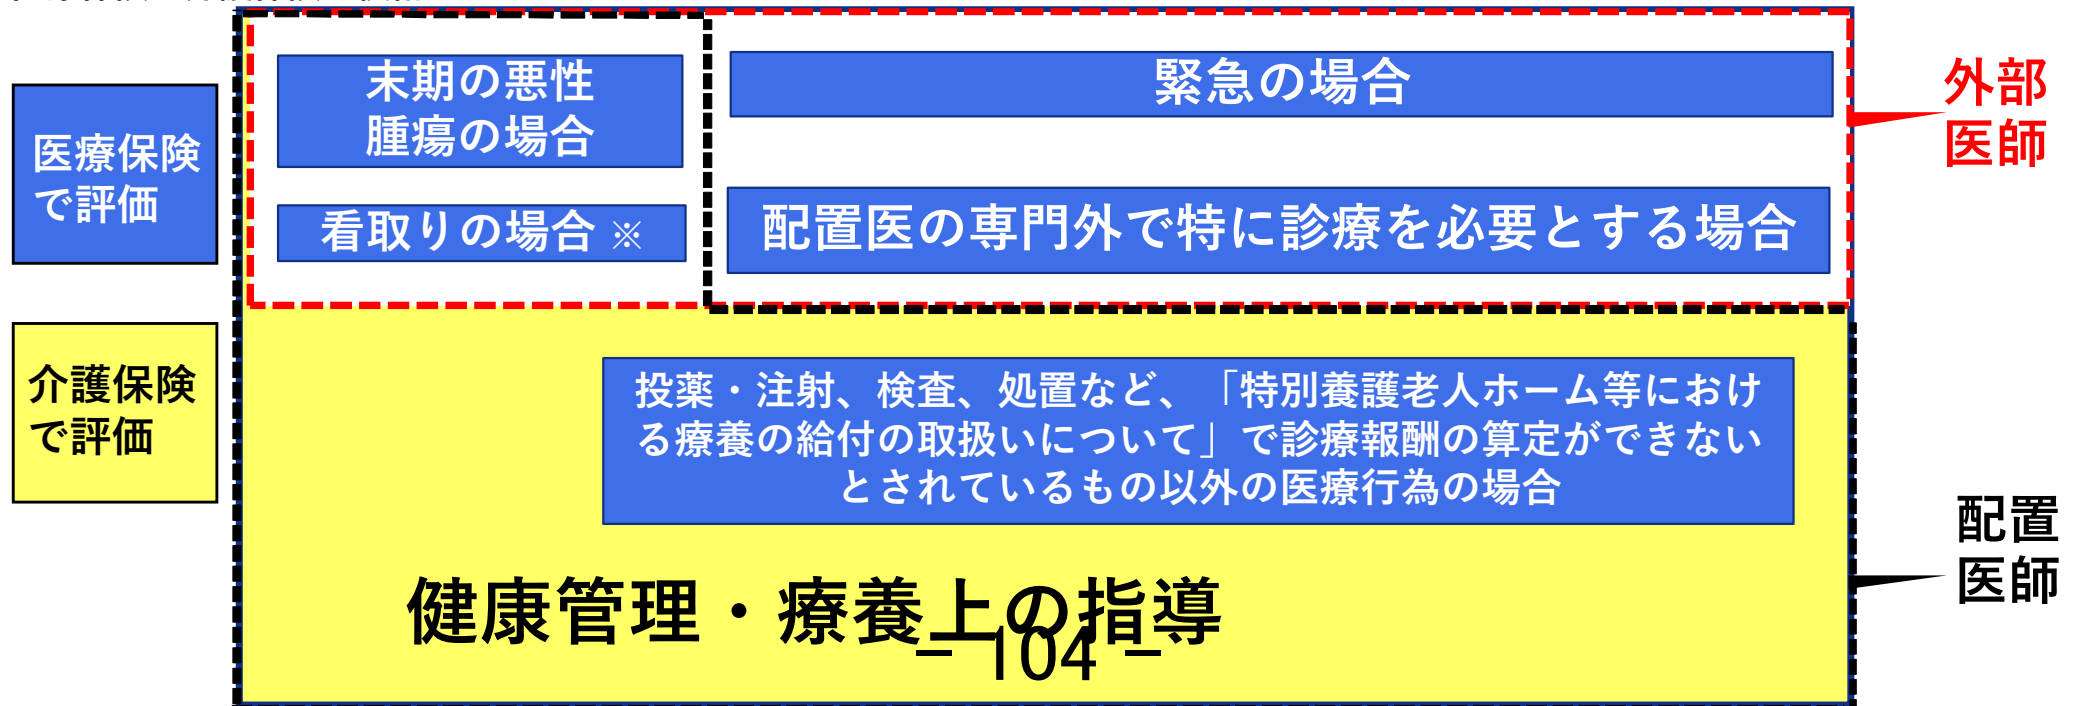 医療保険
で評価
介護保険
で評価
末期の悪性
腫瘍の場合
看取りの場合 ※
緊急の場合
配置医の専門外で特に診療を必要とする場合
外部
医師
投薬・注射、検査、処置など、「特別養護老人ホーム等におけ
る療養の給付の取扱いについて」で診療報酬の算定ができない
とされているもの以外の医療行為の場合
健康管理・療養上の指導
配置
医師
− 104 −